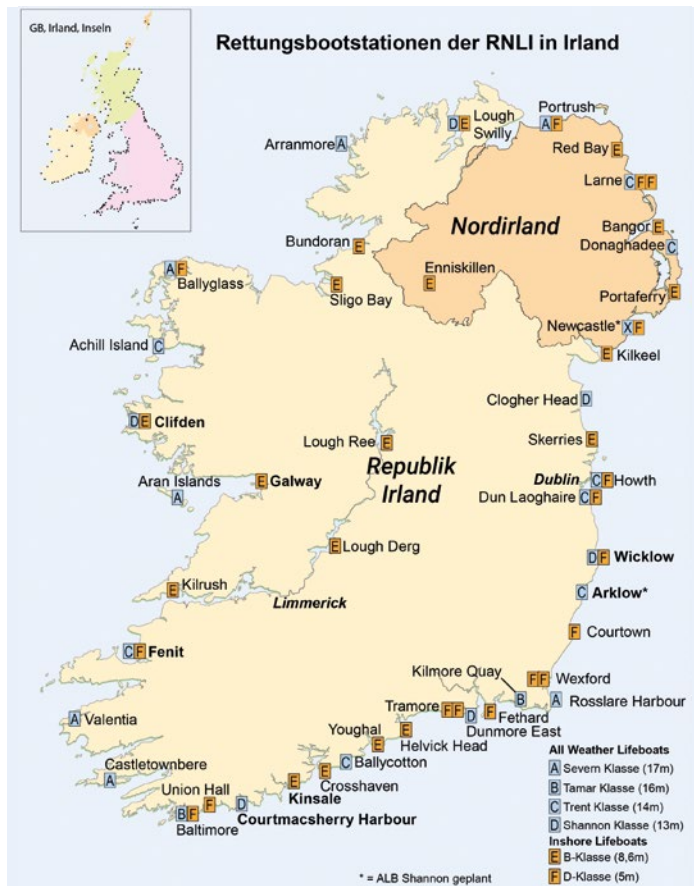 GB, Irland, Inseln
Rettungsbootstationen der RNLI in Irland
D E Lough
Swilly
Portrush
A F
Arranmore A
Red Bay E
Larne C F F
Nordirland
Bangor E
Donaghadee C
Bundoran E
Enniskillen
E
A F
Ballyglass
E
Sligo Bay
Portaferry E
Newcastle* X F
Achill Island C
E Kilkeel
Clogher Head D
D E Clifden
Lough Ree E
Skerries E
Republik
Irland
Aran Islands
A
E Galway
Dublin C F Howth
Dun Laoghaire C F
E Lough Derg
D F Wicklow
Kilrush
E
Limmerick
C Arklow*
F Courtown
C F Fenit
Kilmore Quay
F F Wexford
B
A Rosslare Harbour
Tramore F F
D
F Fethard
Dunmore East
A Valentia
Youghal
E
E
Helvick Head
C Ballycotton
Castletownbere
A
E
Crosshaven
Union Hall
F
E
Kinsale
D
Courtmacsherry Harbour
B F
Baltimore
All Weather Lifeboats
A Severn Klasse (17m)
B Tamar Klasse (16m)
C Trent Klasse (14m)
D Shannon Klasse (13m)
Inshore Lifeboats
E B-Klasse (8,6m)
F D-Klasse (5m)
* = ALB Shannon geplant